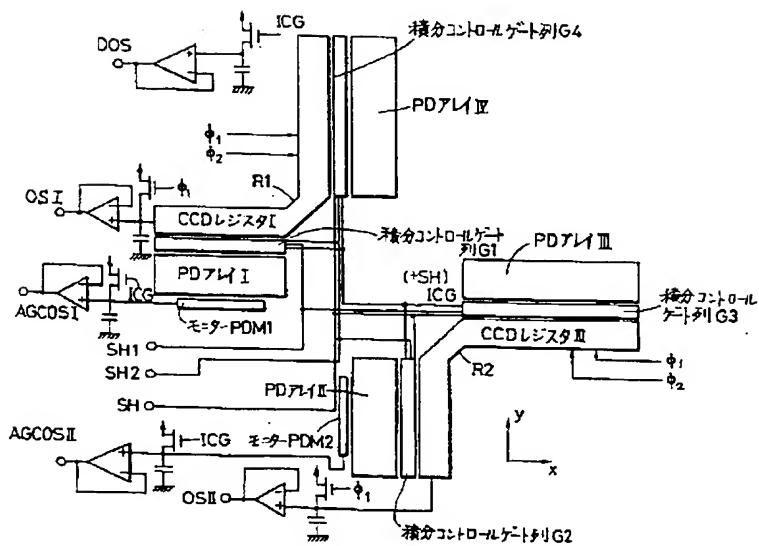 ICG
積分コントロールゲート列G4
DOS
PDアレイⅣ
ϕ1
ϕ2
R1
OSⅠ
ϕ1
CCDレジスタⅠ
積分コントロールゲート
列G1
PDアレイⅢ
PDアレイⅠ
(+SH)
ICG
ICG
積分コントロール
ゲート列G3
AGCOSⅠ
モニターPDM1
CCDレジスタⅢ
SH1
R2
ϕ1
SH2
PDアレイⅡ
ϕ2
SH
y
AGCOSⅡ
ICG
モニターPDM2
x
ϕ1
OSⅡ
積分コントロールゲート列G2